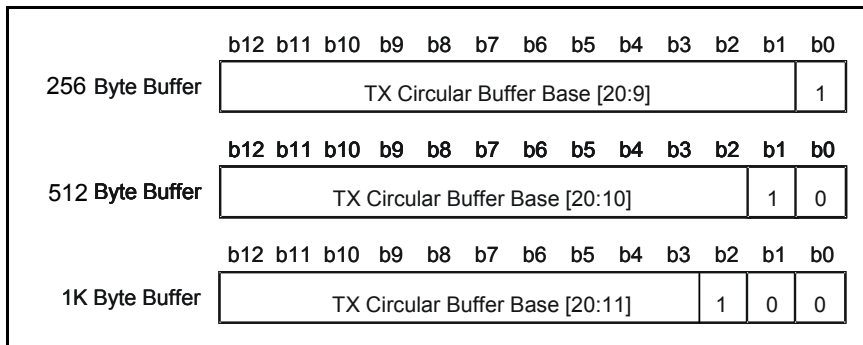 b12 b11 b10 b9 b8 b7 b6 b5 b4 b3 b2 b1 b0
256 Byte Buffer TX Circular Buffer Base [20:9] 1
b12 b11 b10 b9 b8 b7 b6 b5 b4 b3 b2 b1 b0
512 Byte Buffer TX Circular Buffer Base [20:10] 1 0
b12 b11 b10 b9 b8 b7 b6 b5 b4 b3 b2 b1 b0
1K Byte Buffer TX Circular Buffer Base [20:11] 1 0 0